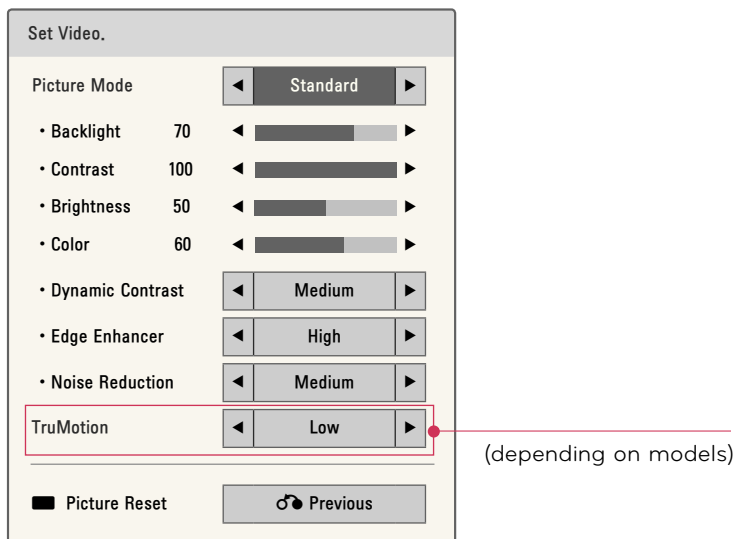 Set Video.
Picture Mode ◀ Standard ▶
• Backlight 70 ◀ ▶
• Contrast 100 ◀ ▶
• Brightness 50 ◀ ▶
• Color 60 ◀ ▶
• Dynamic Contrast ◀ Medium ▶
• Edge Enhancer ◀ High ▶
• Noise Reduction ◀ Medium ▶
TruMotion ◀ Low ▶
(depending on models)
Picture Reset Previous